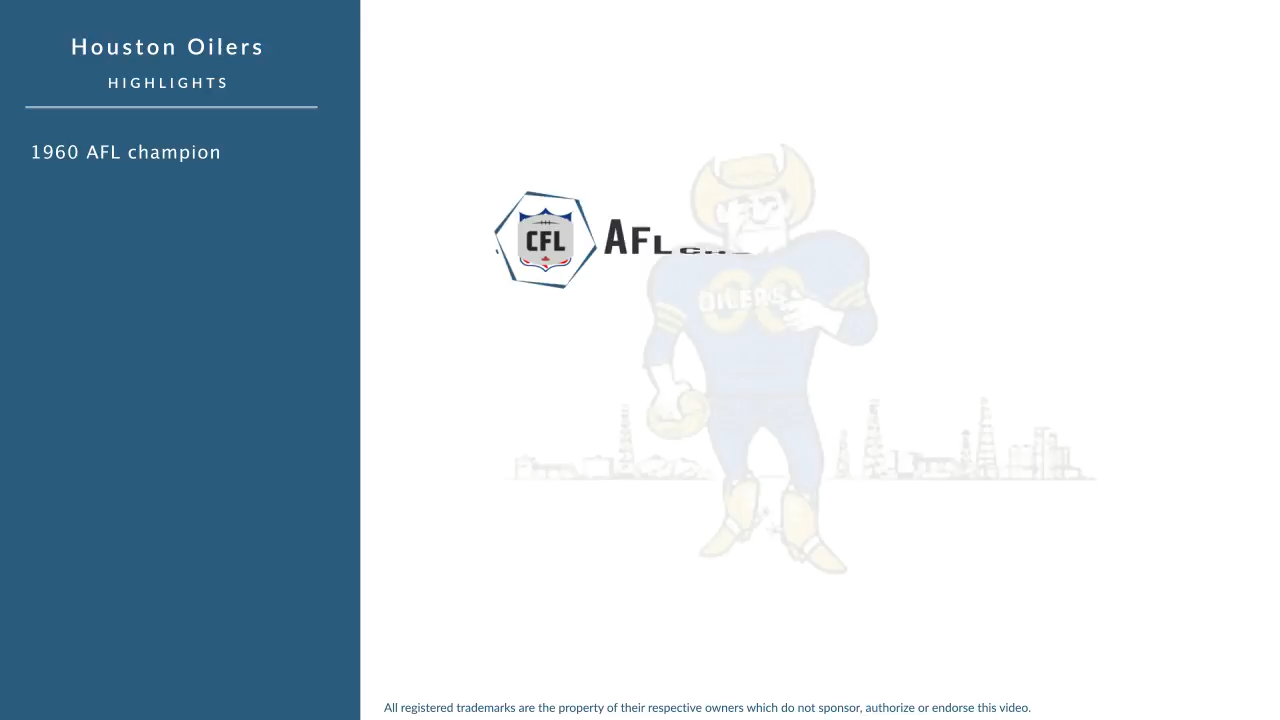 Houston Oilers
HIGHLIGHTS
1960 AFL champion
CFL
AFL
OILERS
00
All registered trademarks are the property of their respective owners which do not sponsor, authorize or endorse this video.